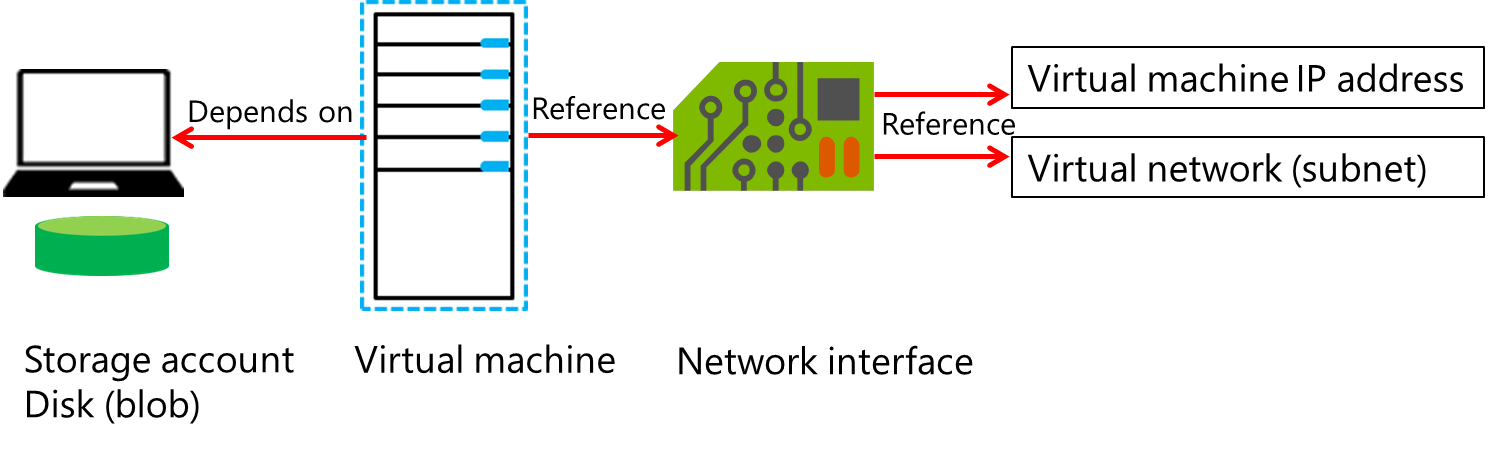 Depends on
Reference
Virtual machine IP address
Reference
Virtual network (subnet)
Storage account
Disk (blob)
Virtual machine
Network interface